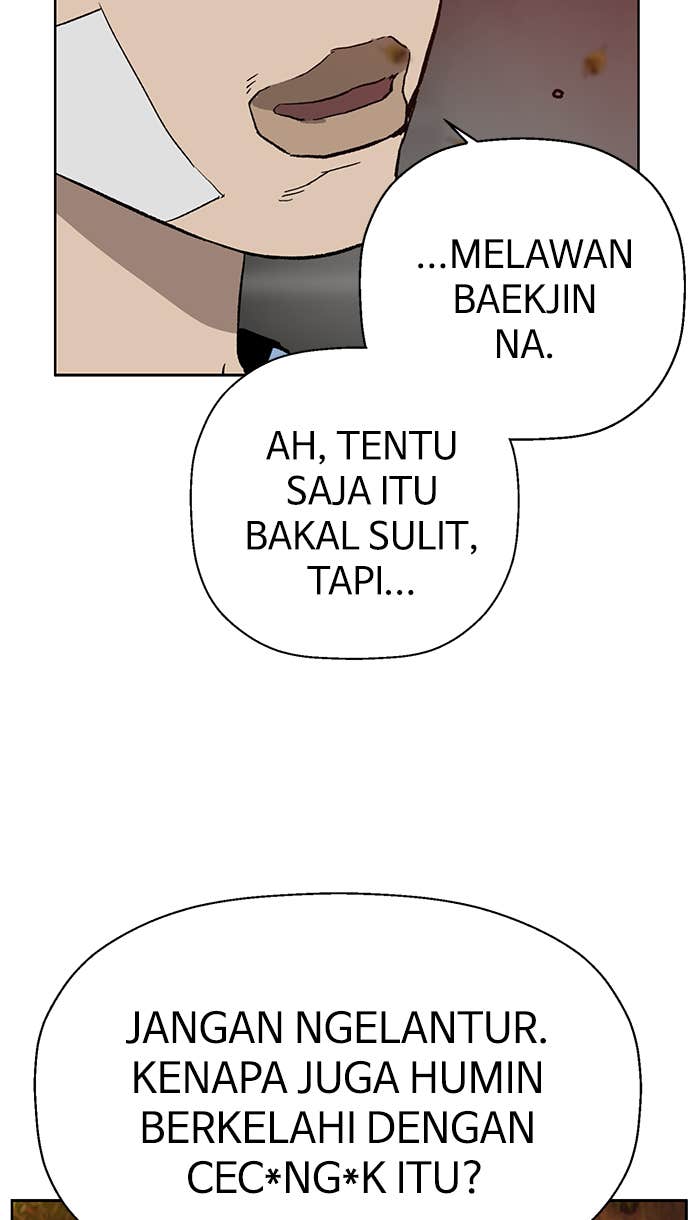 ...MELAWAN
BAEKJIN
NA.
AH, TENTU
SAJA ITU
BAKAL SULIT,
TAPI...
JANGAN NGELANTUR.
KENAPA JUGA HUMIN
BERKELAHI DENGAN
CEC*NG*K ITU?